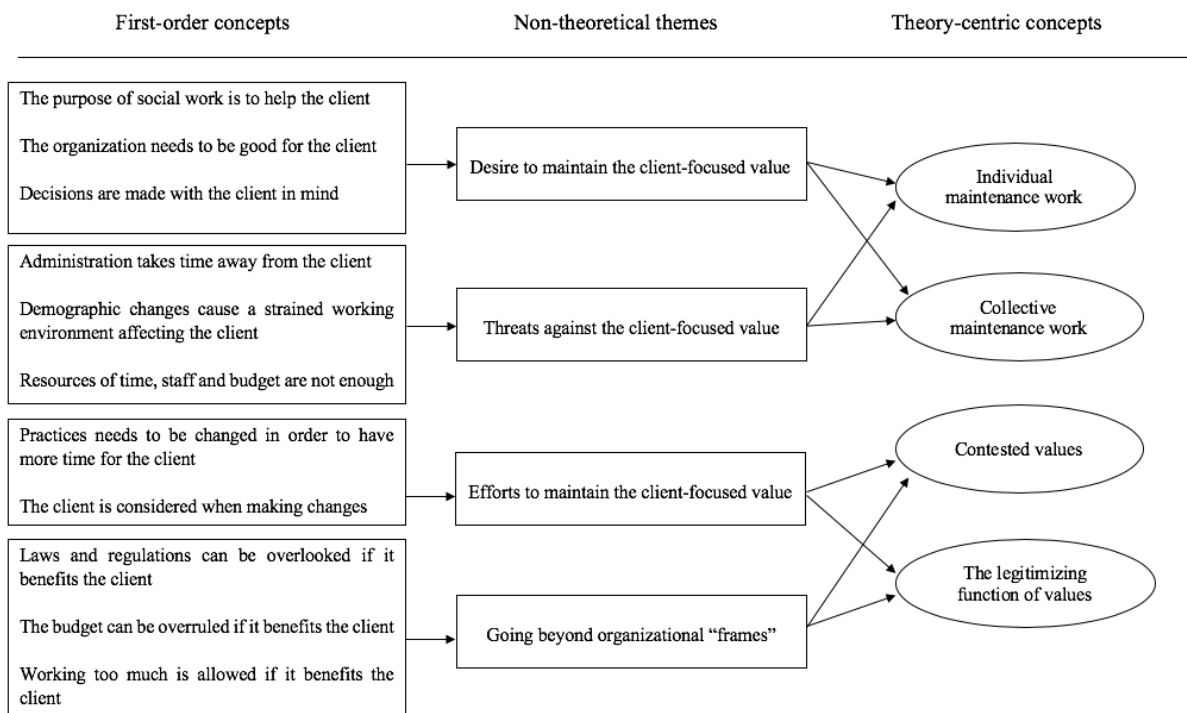 First-order concepts
Non-theoretical themes
Theory-centric concepts
The purpose of social work is to help the client
The organization needs to be good for the client
Decisions are made with the client in mind
Desire to maintain the client-focused value
Individual
maintenance work
Administration takes time away from the client
Demographic changes cause a strained working
environment affecting the client
Resources of time, staff and budget are not enough
Threats against the client-focused value
Collective
maintenance work
Practices needs to be changed in order to have
more time for the client
The client is considered when making changes
Efforts to maintain the client-focused value
Contested values
Laws and regulations can be overlooked if it
benefits the client
The budget can be overruled if it benefits the client
Working too much is allowed if it benefits the
client
Going beyond organizational “frames”
The legitimizing
function of values